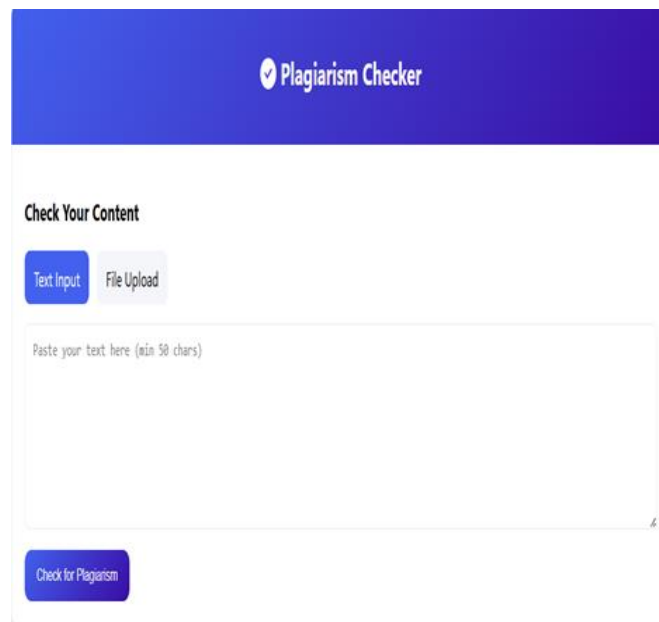 Plagiarism Checker
Check Your Content
Text Input File Upload
Paste your text here (min 50 chars)
Check for Plagiarism